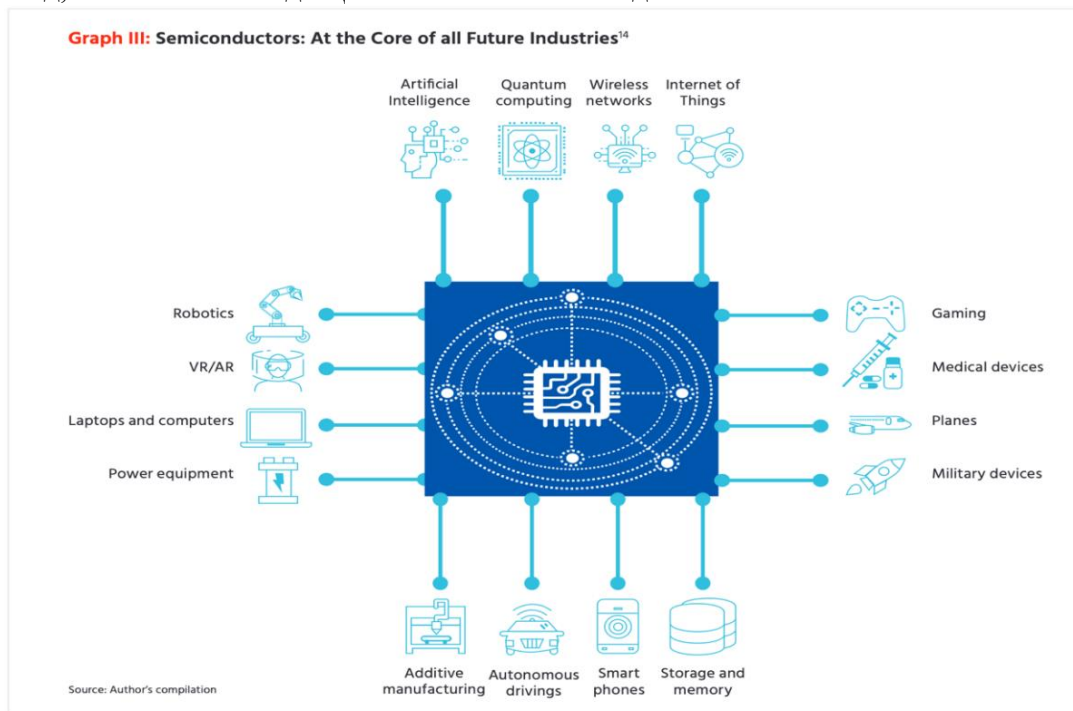 Graph III: Semiconductors: At the Core of all Future Industries¹⁴
Artificial
Intelligence
Quantum
computing
Wireless
networks
Internet of
Things
Robotics
VR/AR
Laptops and computers
Power equipment
Gaming
Medical devices
Planes
Military devices
Additive
manufacturing
Autonomous
drivings
Smart
phones
Storage and
memory
Source: Author's compilation